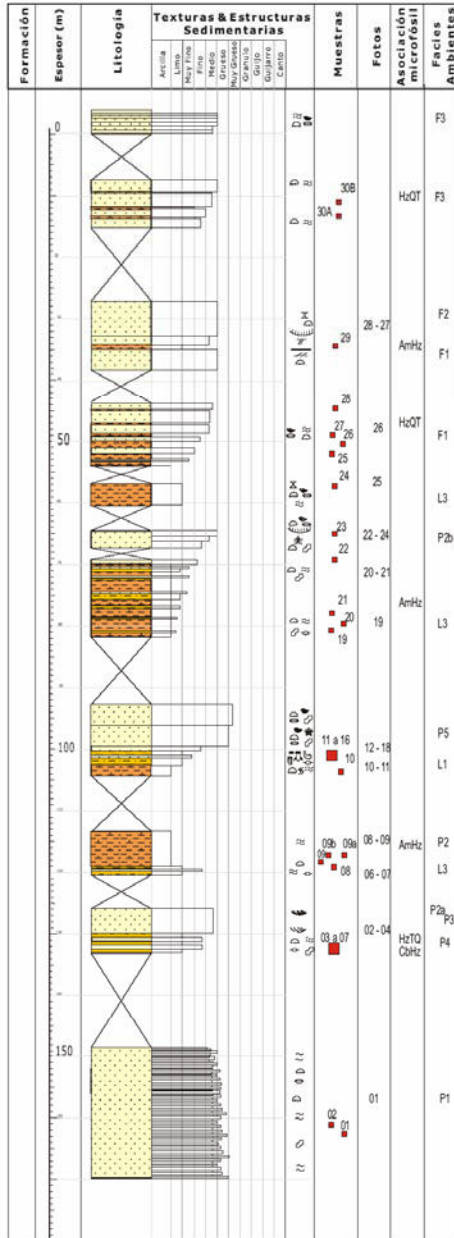 Formación
Espesor (m)
Litología
Texturas & Estructuras
Sedimentarias
Arcilla
Limo
Muy Fino
Fino
Medio
Grueso
Muy Grueso
Granulo
Guijo
Guijarro
Canto
Muestras
Fotos
Asociación
microfósil
Facies
Ambientes
0
F3
30B
30A
HzQT
F3
28 - 27
F2
29
AmHz
F1
28
HzQT
27
26
26
F1
50
25
24
25
L3
23
22 - 24
P2b
22
20 - 21
AmHz
21
20
19
19
L3
P5
11 a 16
12 - 18
100
10
10 - 11
L1
08 - 09
09b
09a
AmHz
P2
09
08
06 - 07
L3
P2a
P3
02 - 04
03 a 07
HzTQ
CbHz
P4
150
01
P1
02
01